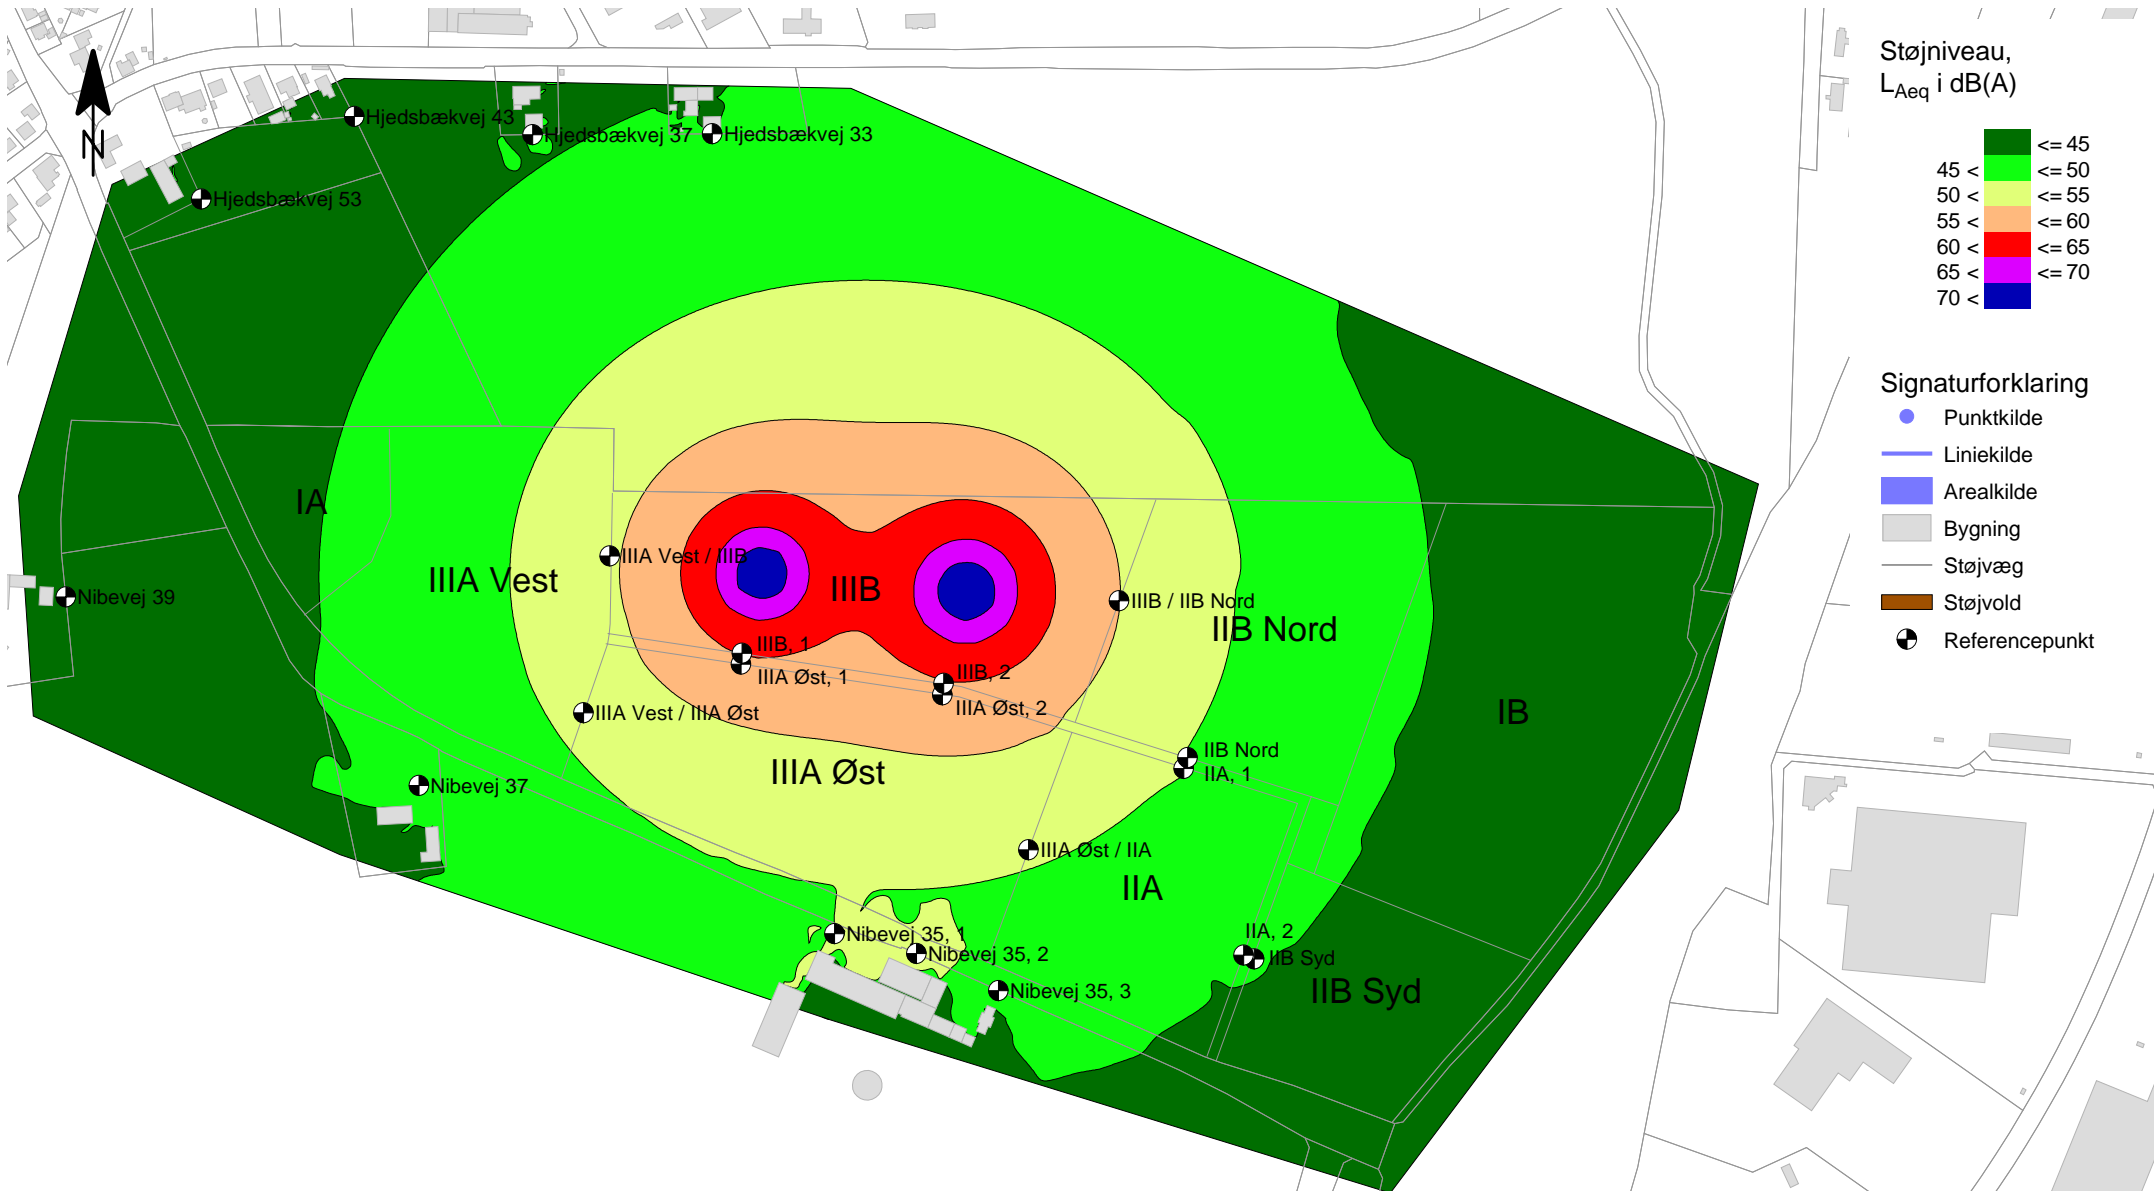 Støjniveau,
LAeq i dB(A)
<= 45
45 < <= 50
50 < <= 55
55 < <= 60
60 < <= 65
65 < <= 70
70 <
Signaturforklaring
Punktkilde
Liniekilde
Arealkilde
Bygning
Støjvæg
Støjvold
Referencepunkt
N
Hjedsbækvej 43
Hjedsbækvej 37
Hjedsbækvej 33
Hjedsbækvej 53
IA
IIIA Vest / IIIB
IIIA Vest
IIIB
Nibevej 39
IIIB / IIB Nord
IIB Nord
IIIB, 1
IIIA Øst, 1
IIIB, 2
IIIA Øst, 2
IIIA Vest / IIIA Øst
IB
IIB Nord
IIA, 1
IIIA Øst
Nibevej 37
IIIA Øst / IIA
IIA
Nibevej 35, 1
Nibevej 35, 2
IIA, 2
IIB Syd
Nibevej 35, 3
IIB Syd